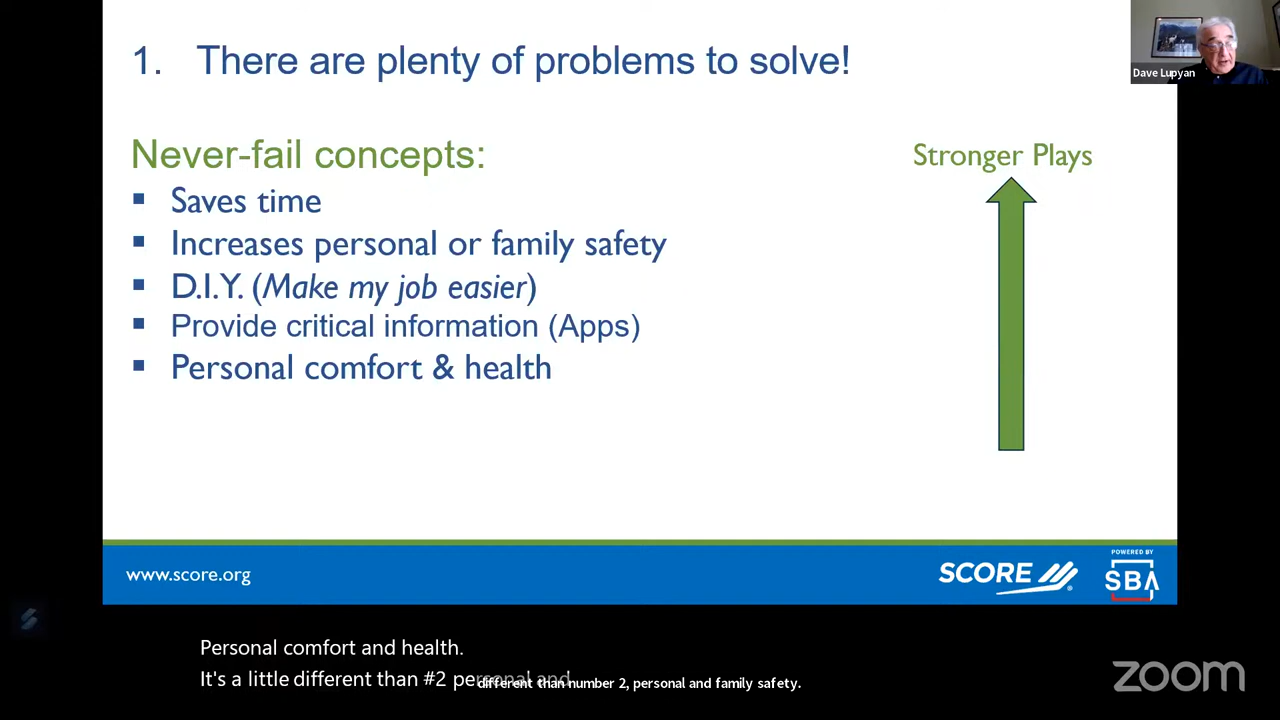 1. There are plenty of problems to solve!
Dave Lupyan
Never-fail concepts:
Stronger Plays
▪ Saves time
▪ Increases personal or family safety
▪ D.I.Y. (Make my job easier)
▪ Provide critical information (Apps)
▪ Personal comfort & health
www.score.org
SCORE
POWERED BY
SBA
Personal comfort and health.
It's a little different than #2 personal and
different than number 2, personal and family safety.
zoom